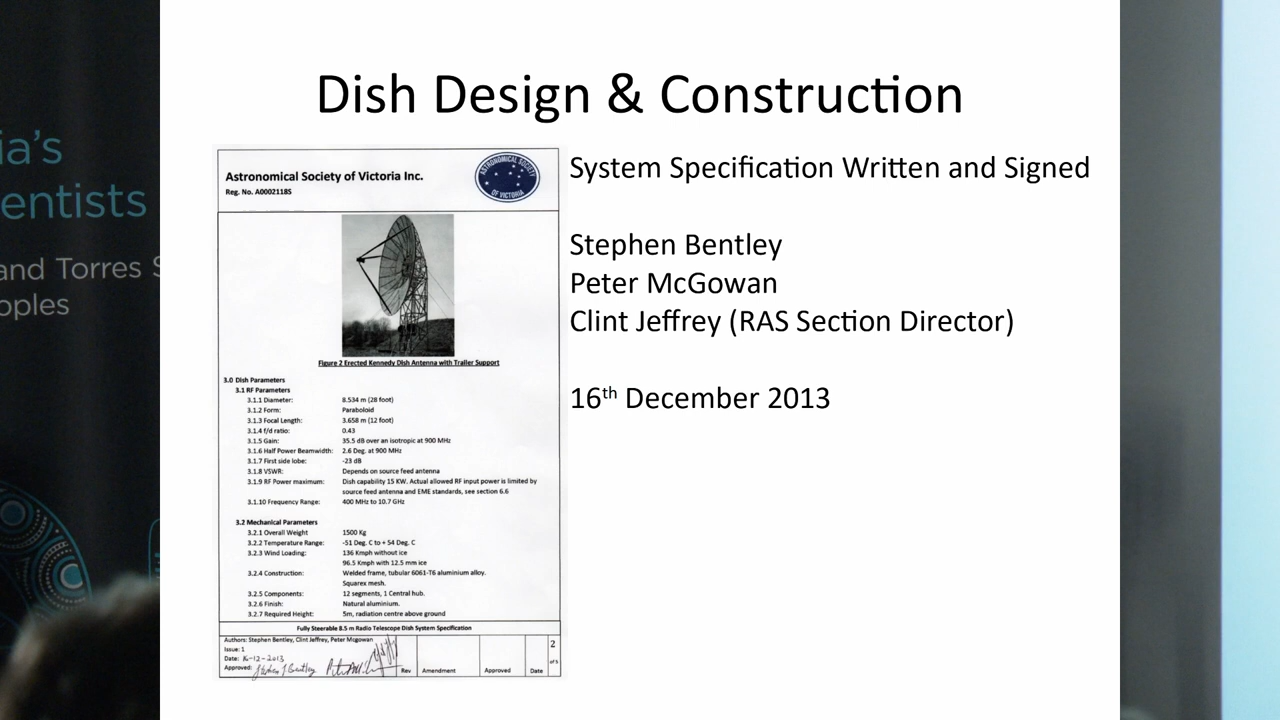 Dish Design & Construction
ia's
entists
and Torres S
oples
System Specification Written and Signed
Stephen Bentley
Peter McGowan
Clint Jeffrey (RAS Section Director)
16th December 2013
Astronomical Society of Victoria Inc.
Reg. No. A0002118S
ASTRONOMICAL SOCIETY
OF VICTORIA
Figure 2 Erected Kennedy Dish Antenna with Trailer Support
3.0 Dish Parameters
3.1 RF Parameters
3.1.1 Diameter: 8.534 m (28 foot)
3.1.2 Form: Paraboloid
3.1.3 Focal Length: 3.658 m (12 foot)
3.1.4 f/d ratio: 0.43
3.1.5 Gain: 35.5 dB over an isotropic at 900 MHz
3.1.6 Half Power Beamwidth: 2.6 Deg. at 900 MHz
3.1.7 First side lobe: -23 dB
3.1.8 VSWR: Depends on source feed antenna
3.1.9 RF Power maximum: Dish capability 15 KW. Actual allowed RF input power is limited by
source feed antenna and EME standards, see section 6.6
3.1.10 Frequency Range: 400 MHz to 10.7 GHz
3.2 Mechanical Parameters
3.2.1 Overall Weight 1500 Kg
3.2.2 Temperature Range: -51 Deg. C to + 54 Deg. C
3.2.3 Wind Loading: 136 Kmph without ice
96.5 Kmph with 12.5 mm ice
3.2.4 Construction: Welded frame, tubular 6061-T6 aluminium alloy.
Squarex mesh.
3.2.5 Components: 12 segments, 1 Central hub.
3.2.6 Finish: Natural aluminium.
3.2.7 Required Height: 5m, radiation centre above ground
Fully Steerable 8.5 m Radio Telescope Dish System Specification
Authors: Stephen Bentley, Clint Jeffrey, Peter Mcgowan
Issue: 1
Date: 16-12-2013
Approved: Stephen J Bentley
Rev Amendment Approved Date
2
of 5